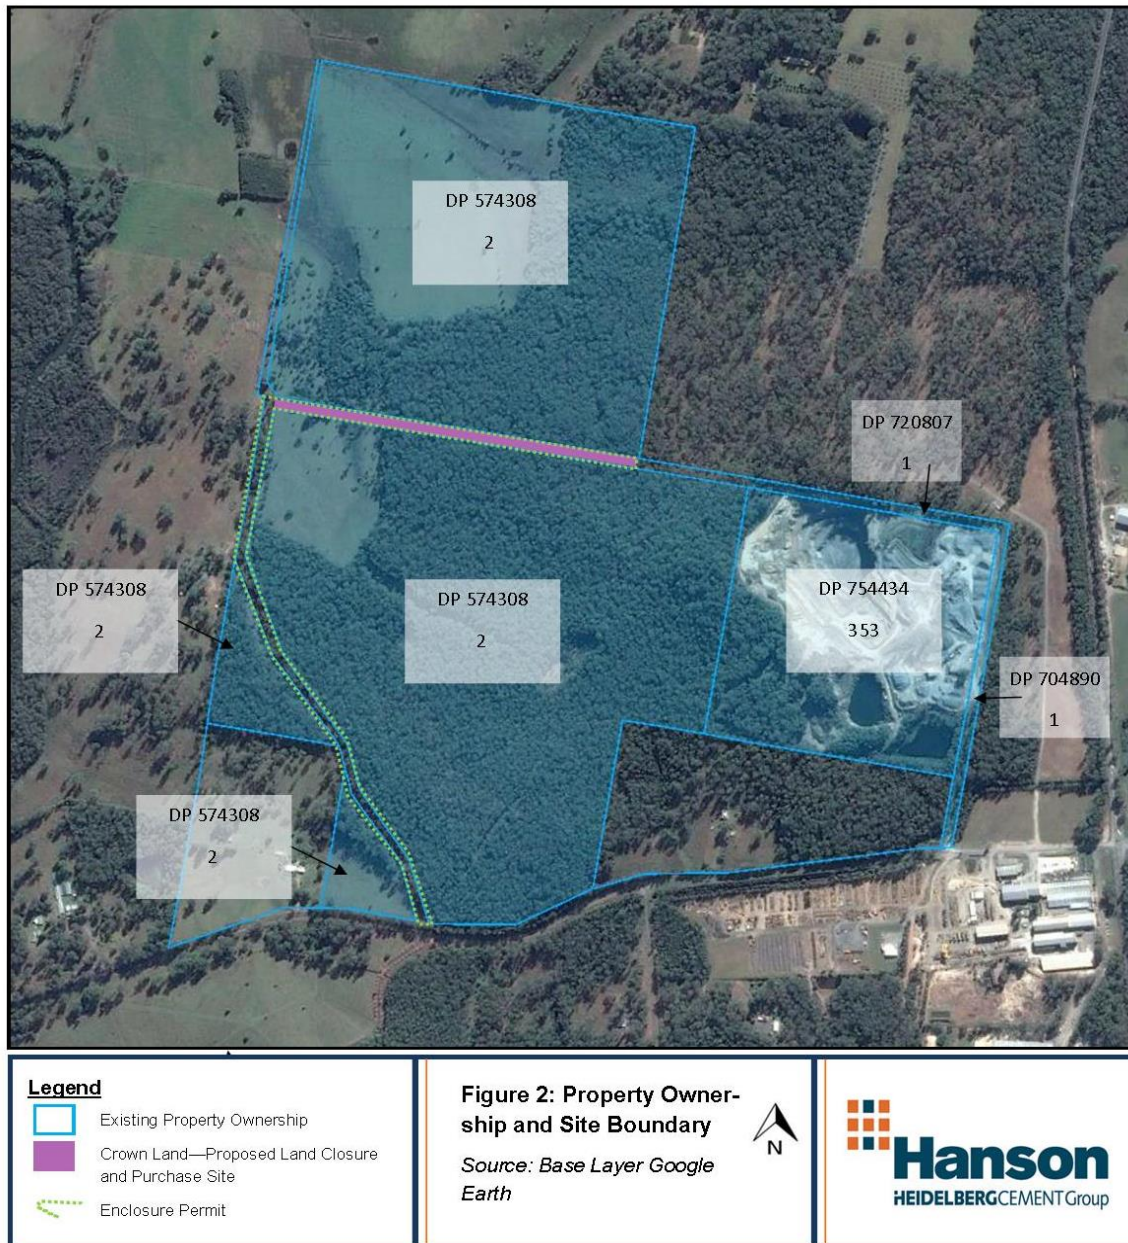 DP 574308
2
DP 720807
1
DP 574308
2
DP 574308
2
DP 754434
353
DP 704890
1
DP 574308
2
Legend
Existing Property Ownership
Crown Land—Proposed Land Closure
and Purchase Site
Enclosure Permit
Figure 2: Property Owner-
ship and Site Boundary
Source: Base Layer Google
Earth
N
Hanson
HEIDELBERGCEMENT Group